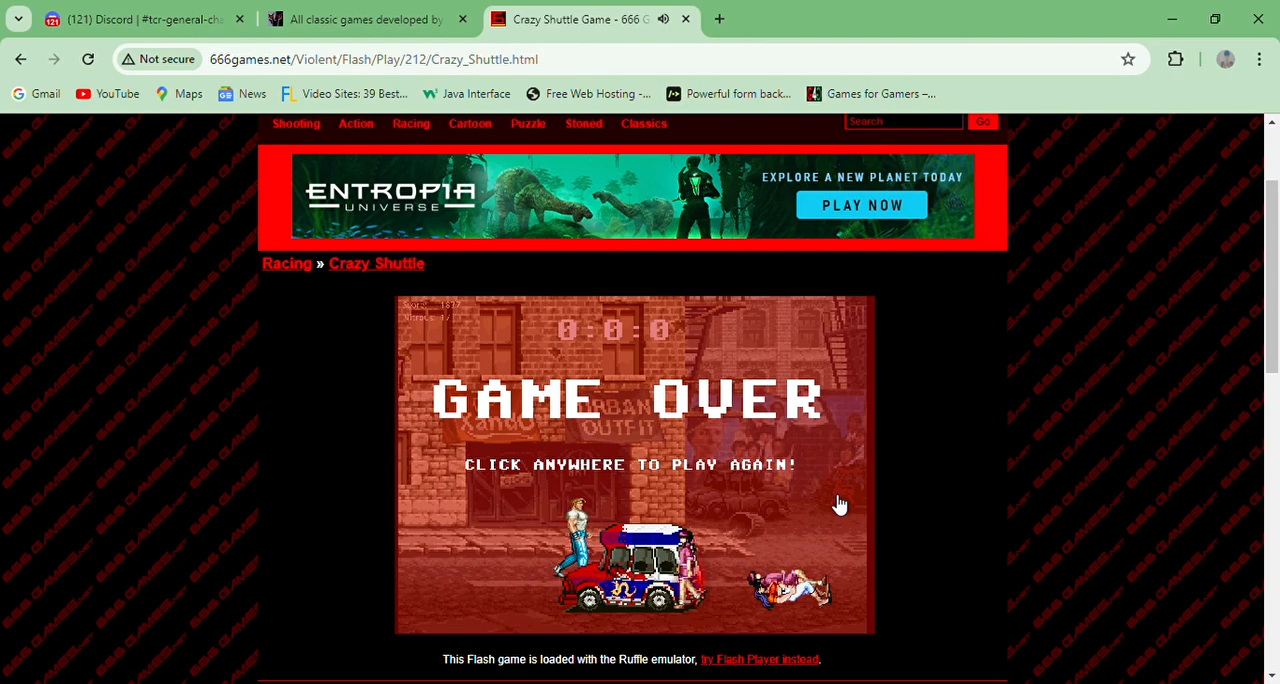 (121) Discord | #tcr-general-cha
All classic games developed by
Crazy Shuttle Game - 666 G
Not secure
666games.net/Violent/Flash/Play/212/Crazy_Shuttle.html
Gmail
YouTube
Maps
News
Video Sites: 39 Best...
Java Interface
Free Web Hosting -...
Powerful form back...
Games for Gamers –...
Shooting
Action
Racing
Cartoon
Puzzle
Stoned
Classics
Search
Go
ENTROPIA
UNIVERSE
EXPLORE A NEW PLANET TODAY
PLAY NOW
Racing » Crazy Shuttle
0:0:0
GAME OVER
URBAN
OUTFIT
CLICK ANYWHERE TO PLAY AGAIN!
This Flash game is loaded with the Ruffle emulator, try Flash Player instead.